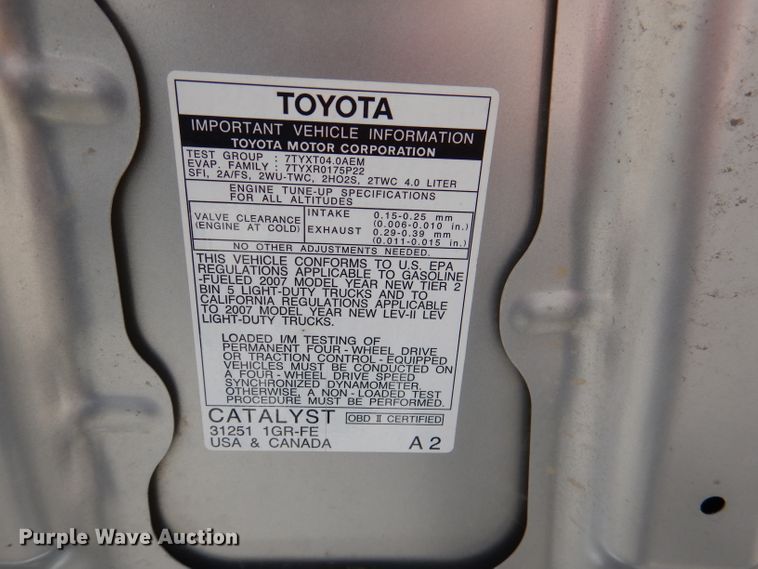 TOYOTA
IMPORTANT VEHICLE INFORMATION
TOYOTA MOTOR CORPORATION
TEST GROUP : 7TYXT04.0AEM
EVAP. FAMILY : 7TYXR0175P22
SFI, 2A/FS, 2WU-TWC, 2HO2S, 2TWC 4.0 LITER
ENGINE TUNE-UP SPECIFICATIONS
FOR ALL ALTITUDES
VALVE CLEARANCE
(ENGINE AT COLD)
INTAKE 0.15-0.25 mm
(0.006-0.010 in.)
EXHAUST 0.29-0.39 mm
(0.011-0.015 in.)
NO OTHER ADJUSTMENTS NEEDED.
THIS VEHICLE CONFORMS TO U.S. EPA
REGULATIONS APPLICABLE TO GASOLINE
-FUELED 2007 MODEL YEAR NEW TIER 2
BIN 5 LIGHT-DUTY TRUCKS AND TO
CALIFORNIA REGULATIONS APPLICABLE
TO 2007 MODEL YEAR NEW LEV-II LEV
LIGHT-DUTY TRUCKS.
LOADED I/M TESTING OF
PERMANENT FOUR - WHEEL DRIVE
OR TRACTION CONTROL - EQUIPPED
VEHICLES MUST BE CONDUCTED ON
A FOUR - WHEEL DRIVE SPEED
SYNCHRONIZED DYNAMOMETER.
OTHERWISE, A NON - LOADED TEST
PROCEDURE MUST BE PERFORMED.
CATALYST OBD II CERTIFIED
31251 1GR-FE
USA & CANADA A 2
Purple Wave Auction